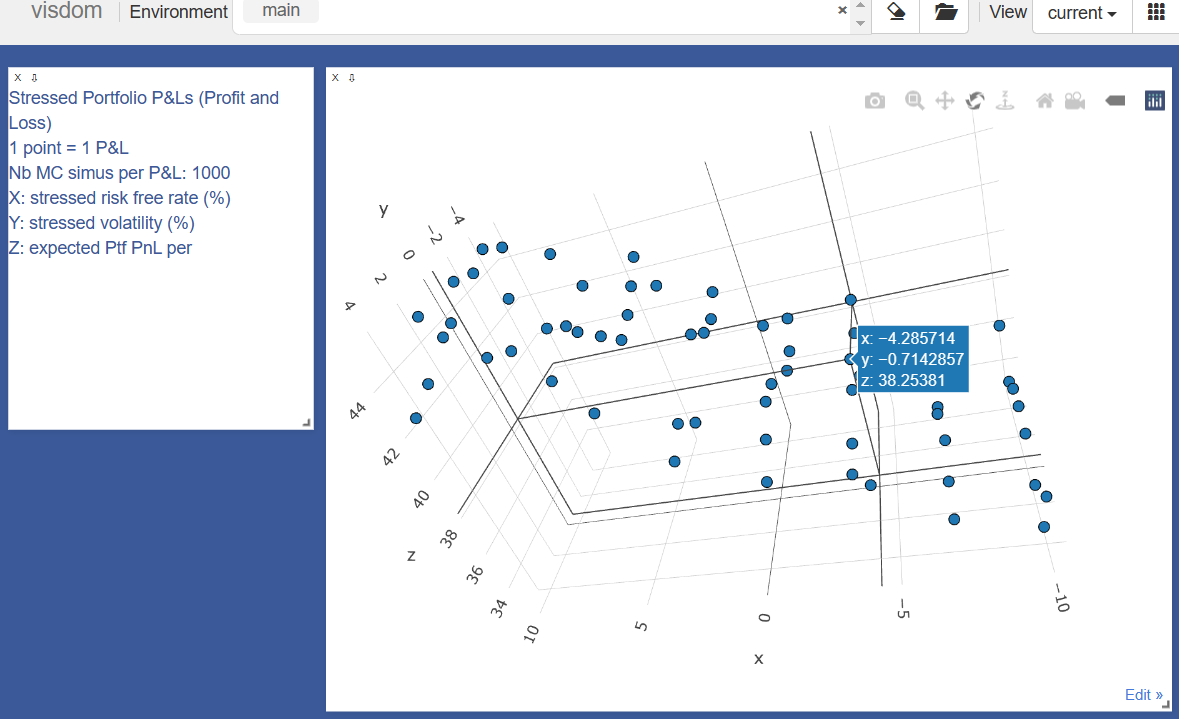 visdom Environment main × View current
X ⇩
Stressed Portfolio P&Ls (Profit and
Loss)
1 point = 1 P&L
Nb MC simus per P&L: 1000
X: stressed risk free rate (%)
Y: stressed volatility (%)
Z: expected Ptf PnL per
X ⇩
z
y
−4
−2
0
2
4
44
42
40
38
36
34
z
10
5
0
−5
−10
x
x: −4.285714
y: −0.7142857
z: 38.25381
Edit »